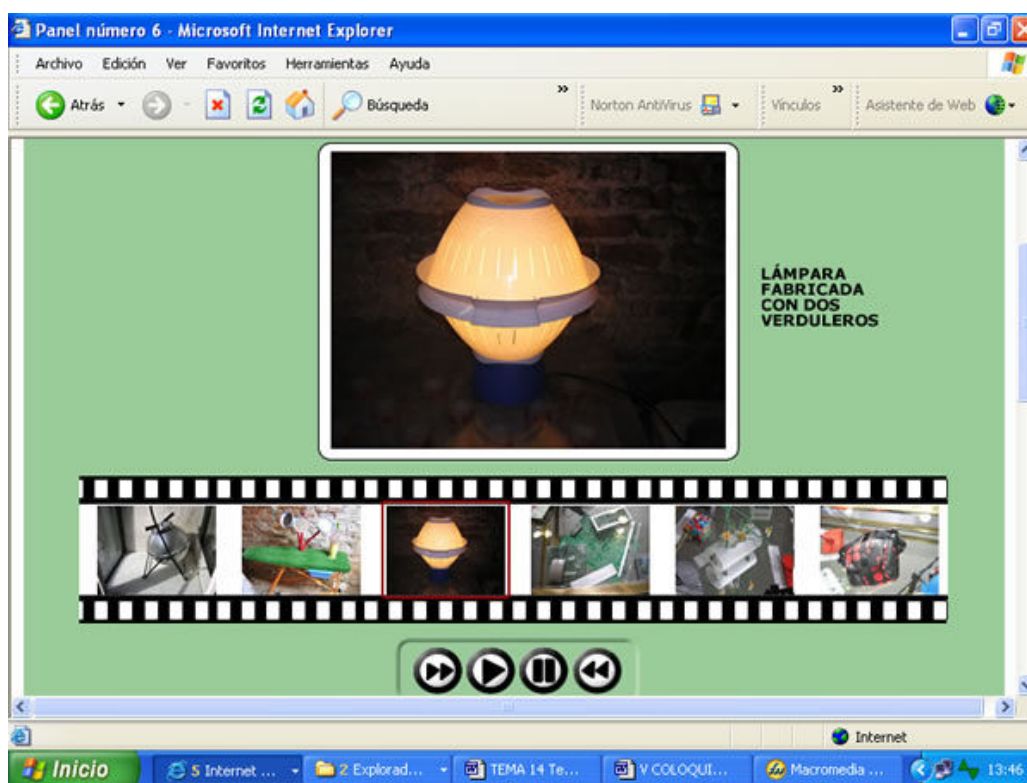 Panel número 6 - Microsoft Internet Explorer
Archivo Edición Ver Favoritos Herramientas Ayuda
Atrás Búsqueda » Norton AntiVirus Vínculos » Asistente de Web
LÁMPARA
FABRICADA
CON DOS
VERDULEROS
Internet
Inicio 5 Internet ... 2 Explorad... TEMA 14 Te... V COLOQUI... Macromedia ... 13:46